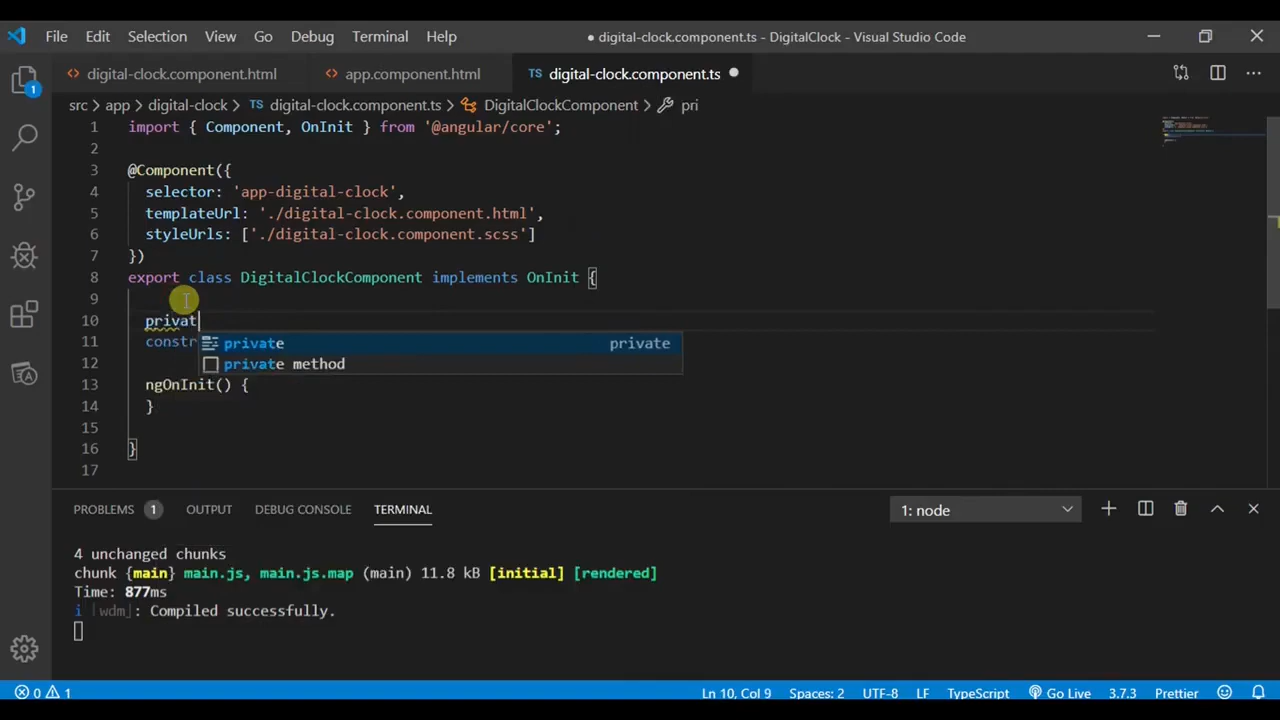 File Edit Selection View Go Debug Terminal Help ● digital-clock.component.ts - DigitalClock - Visual Studio Code
digital-clock.component.html app.component.html TS digital-clock.component.ts
src > app > digital-clock > TS digital-clock.component.ts > DigitalClockComponent > pri
1 import { Component, OnInit } from '@angular/core';
2
3 @Component({
4 selector: 'app-digital-clock',
5 templateUrl: './digital-clock.component.html',
6 styleUrls: ['./digital-clock.component.scss']
7 })
8 export class DigitalClockComponent implements OnInit {
9
10 privat
11 constr private private
12 private method
13 ngOnInit() {
14 }
15
16 }
17
PROBLEMS 1 OUTPUT DEBUG CONSOLE TERMINAL 1: node
4 unchanged chunks
chunk {main} main.js, main.js.map (main) 11.8 kB [initial] [rendered]
Time: 877ms
i ｢wdm｣: Compiled successfully.
0 1 Ln 10, Col 9 Spaces: 2 UTF-8 LF TypeScript Go Live 3.7.3 Prettier